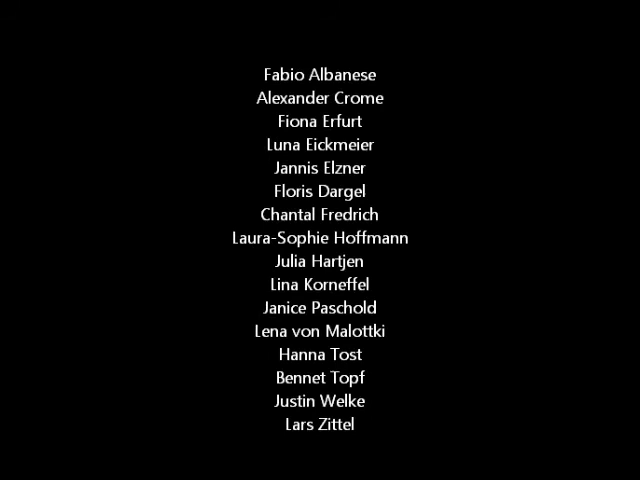 Fabio Albanese
Alexander Crome
Fiona Erfurt
Luna Eickmeier
Jannis Elzner
Floris Dargel
Chantal Fredrich
Laura-Sophie Hoffmann
Julia Hartjen
Lina Korneffel
Janice Paschold
Lena von Malottki
Hanna Tost
Bennet Topf
Justin Welke
Lars Zittel